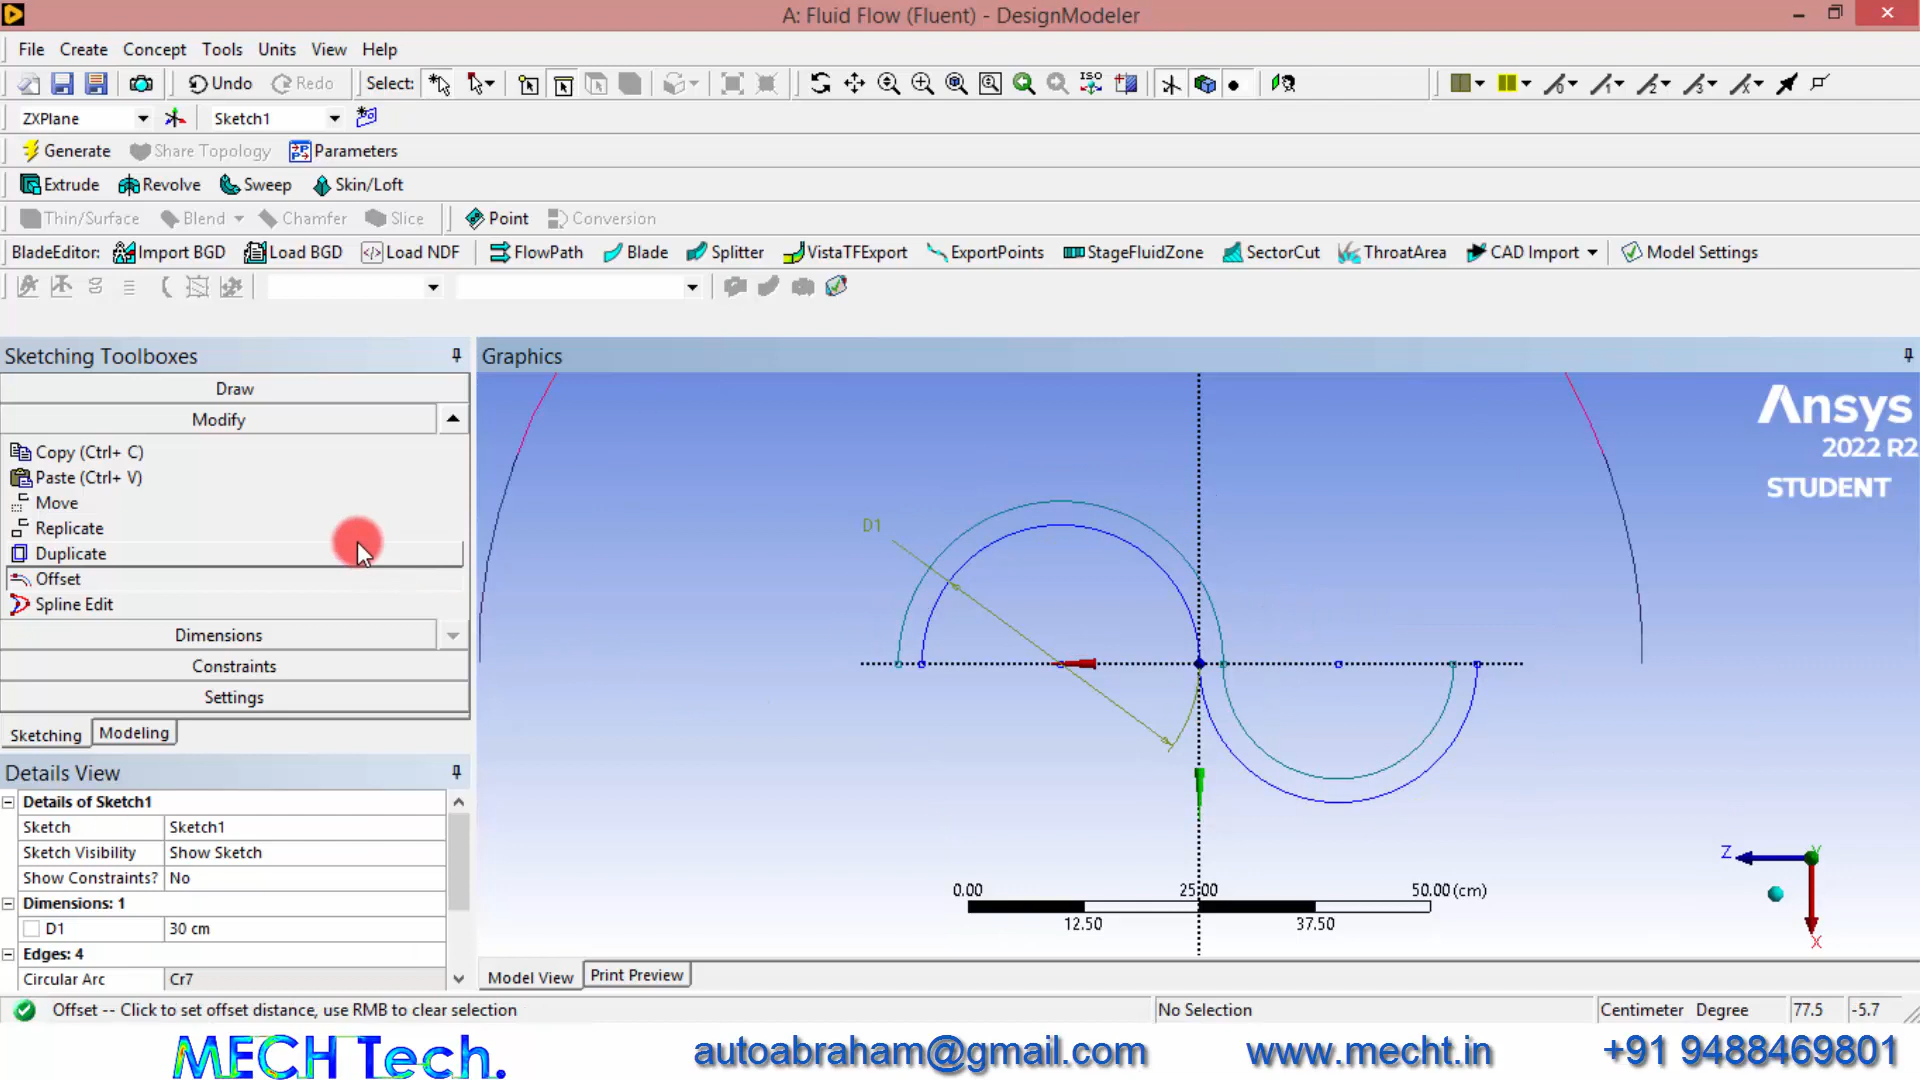 A: Fluid Flow (Fluent) - DesignModeler
File Create Concept Tools Units View Help
Undo Redo Select: ISO
ZXPlane Sketch1
Generate Share Topology Parameters
Extrude Revolve Sweep Skin/Loft
Thin/Surface Blend Chamfer Slice Point Conversion
BladeEditor: Import BGD Load BGD Load NDF FlowPath Blade Splitter VistaTFExport ExportPoints StageFluidZone SectorCut ThroatArea CAD Import Model Settings
Sketching Toolboxes
Draw
Modify
Copy (Ctrl+ C)
Paste (Ctrl+ V)
Move
Replicate
Duplicate
Offset
Spline Edit
Dimensions
Constraints
Settings
Sketching Modeling
Details View
Details of Sketch1
Sketch Sketch1
Sketch Visibility Show Sketch
Show Constraints? No
Dimensions: 1
D1 30 cm
Edges: 4
Circular Arc Cr7
Graphics
Ansys
2022 R2
STUDENT
D1
0.00 25.00 50.00 (cm)
12.50 37.50
Z
Y
X
Model View Print Preview
Offset -- Click to set offset distance, use RMB to clear selection No Selection Centimeter Degree 77.5 -5.7
MECH Tech. autoabraham@gmail.com www.mecht.in +91 9488469801